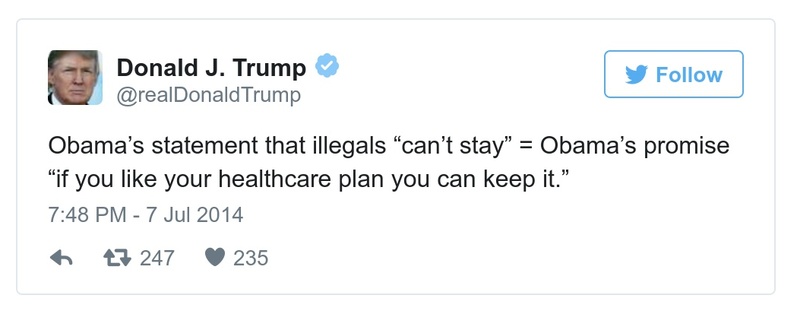 Donald J. Trump
@realDonaldTrump
Follow
Obama’s statement that illegals “can’t stay” = Obama’s promise
“if you like your healthcare plan you can keep it.”
7:48 PM - 7 Jul 2014
247 235